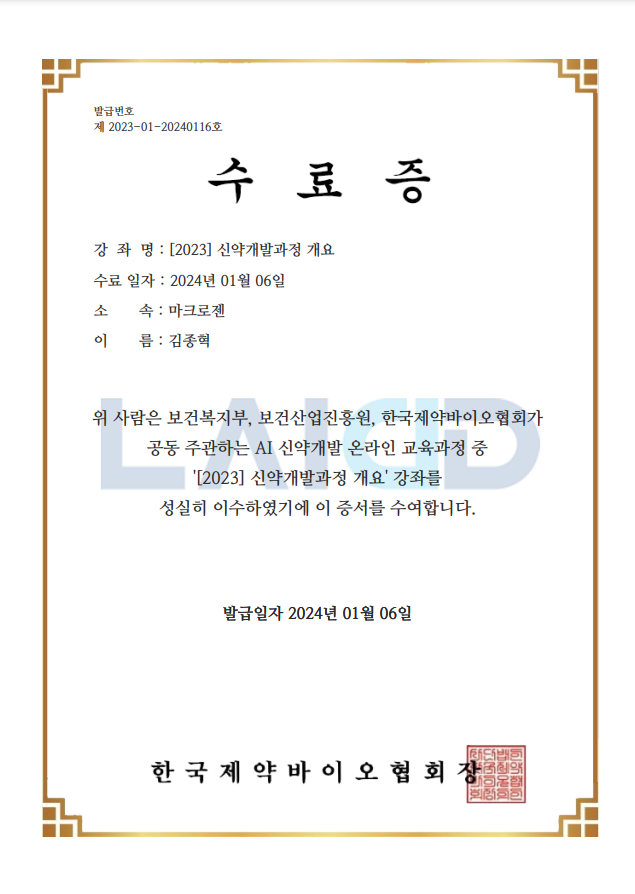 발급번호
제 2023-01-20240116호
수 료 증
강 좌 명 : [2023] 신약개발과정 개요
수료 일자 : 2024년 01월 06일
소 속 : 마크로젠
이 름 : 김종혁
LAIDD
위 사람은 보건복지부, 보건산업진흥원, 한국제약바이오협회가
공동 주관하는 AI 신약개발 온라인 교육과정 중
'[2023] 신약개발과정 개요' 강좌를
성실히 이수하였기에 이 증서를 수여합니다.
발급일자 2024년 01월 06일
한국제약바이오협회장